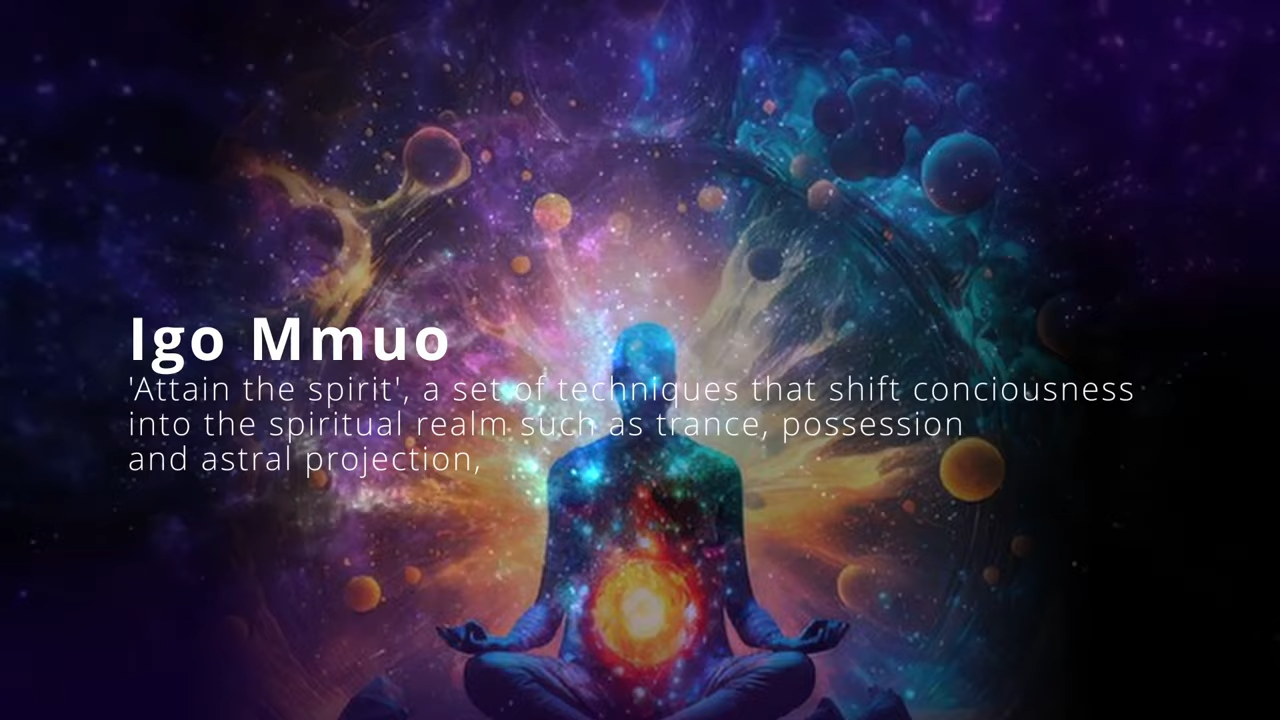 Igo Mmuo
'Attain the spirit', a set of techniques that shift conciousness
into the spiritual realm such as trance, possession
and astral projection,